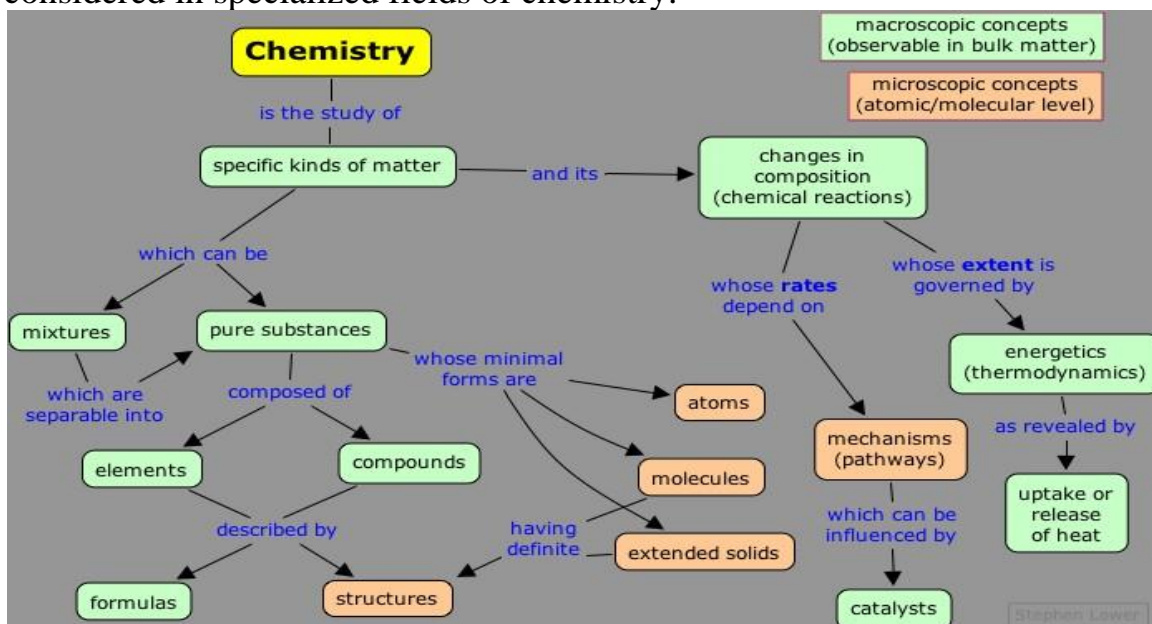 considered in specialized fields of chemistry.
macroscopic concepts
(observable in bulk matter)
Chemistry
microscopic concepts
(atomic/molecular level)
is the study of
specific kinds of matter
and its
changes in
composition
(chemical reactions)
which can be
whose rates
depend on
whose extent is
governed by
mixtures
pure substances
which are
separable into
composed of
whose minimal
forms are
atoms
energetics
(thermodynamics)
elements
compounds
molecules
mechanisms
(pathways)
as revealed by
described by
having
definite
extended solids
which can be
influenced by
uptake or
release
of heat
formulas
structures
catalysts
Stephen Lower